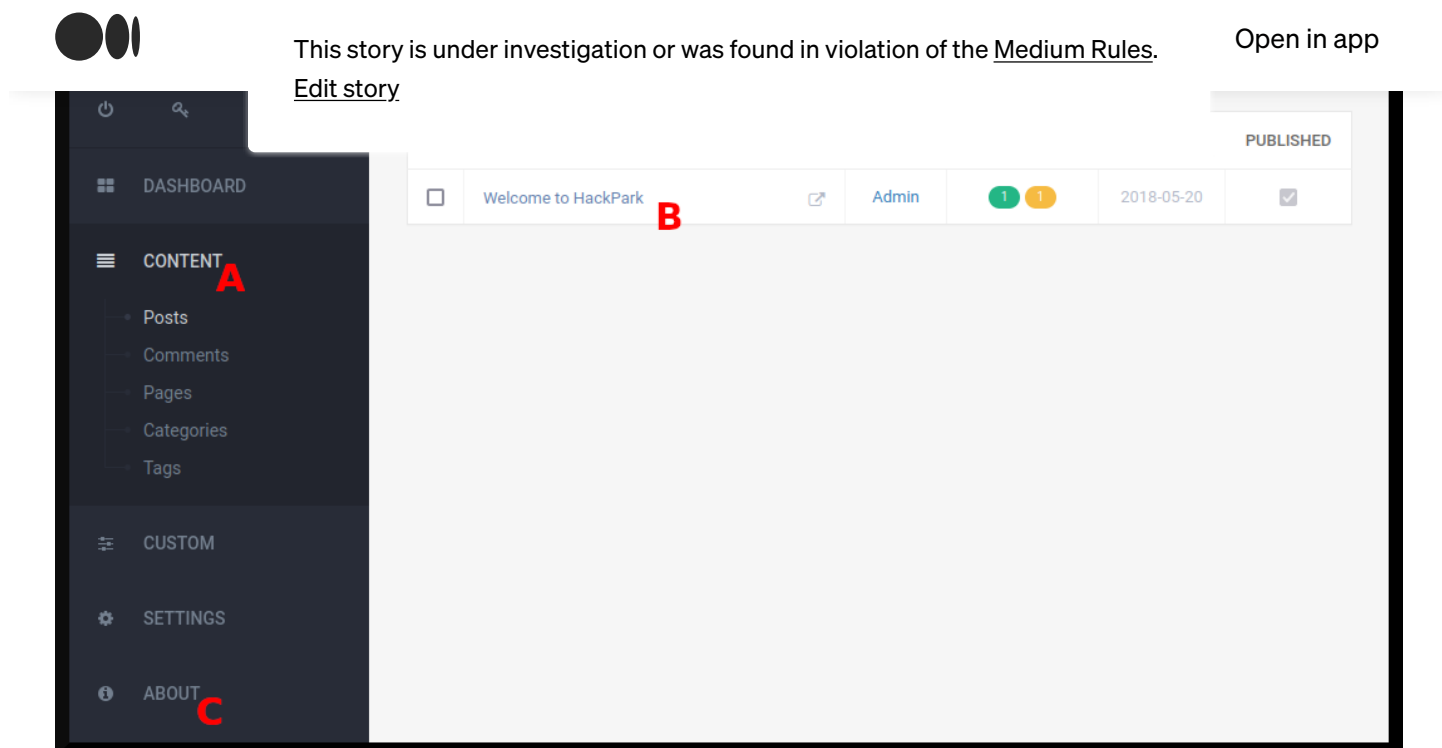 This story is under investigation or was found in violation of the Medium Rules.
Edit story
Open in app
PUBLISHED
DASHBOARD
Welcome to HackPark
B
Admin
1
1
2018-05-20
CONTENT
A
Posts
Comments
Pages
Categories
Tags
CUSTOM
SETTINGS
ABOUT
C